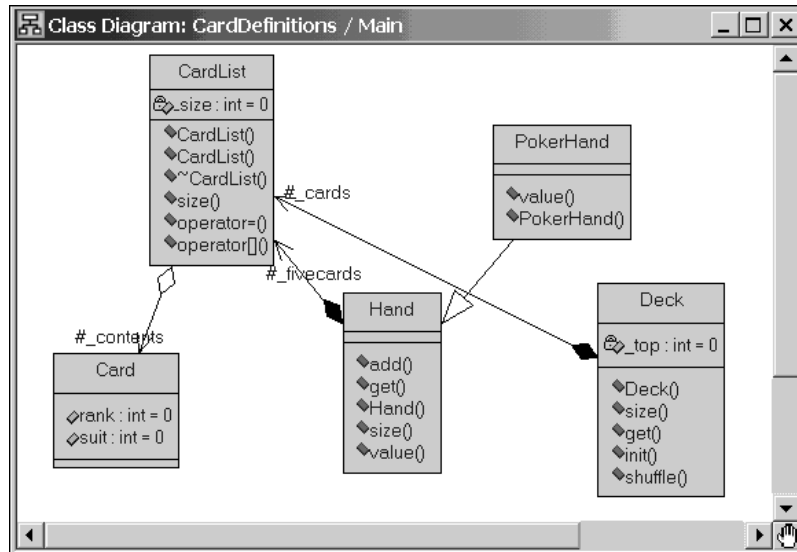 Class Diagram: CardDefinitions / Main
CardList
_size : int = 0
CardList()
CardList()
~CardList()
size()
operator=()
operator[]()
#_cards
#_fivecards
#_contents
PokerHand
value()
PokerHand()
Card
rank : int = 0
suit : int = 0
Hand
add()
get()
Hand()
size()
value()
Deck
_top : int = 0
Deck()
size()
get()
init()
shuffle()